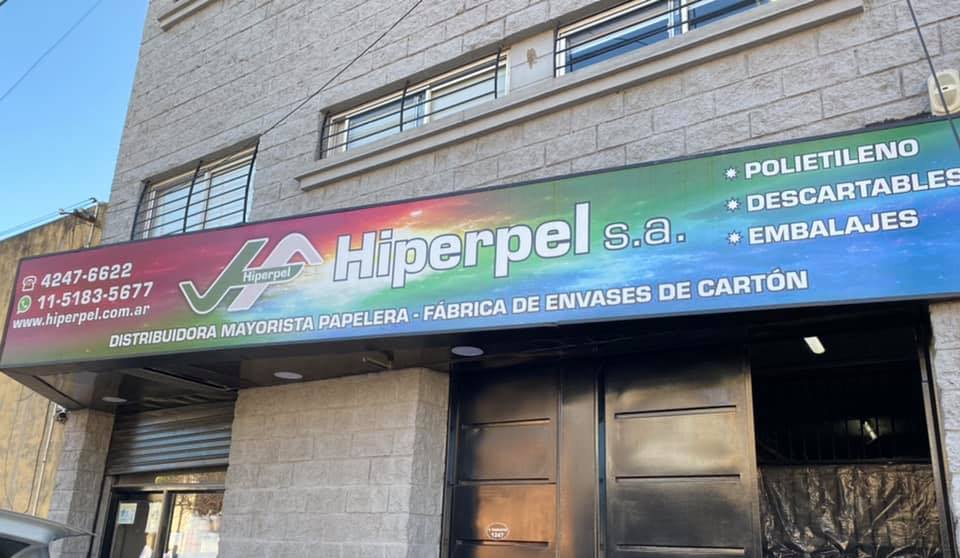 4247-6622
11-5183-5677
www.hiperpel.com.ar
Hiperpel
Hiperpel s.a.
DISTRIBUIDORA MAYORISTA PAPELERA - FÁBRICA DE ENVASES DE CARTÓN
POLIETILENO
DESCARTABLES
EMBALAJES
1247